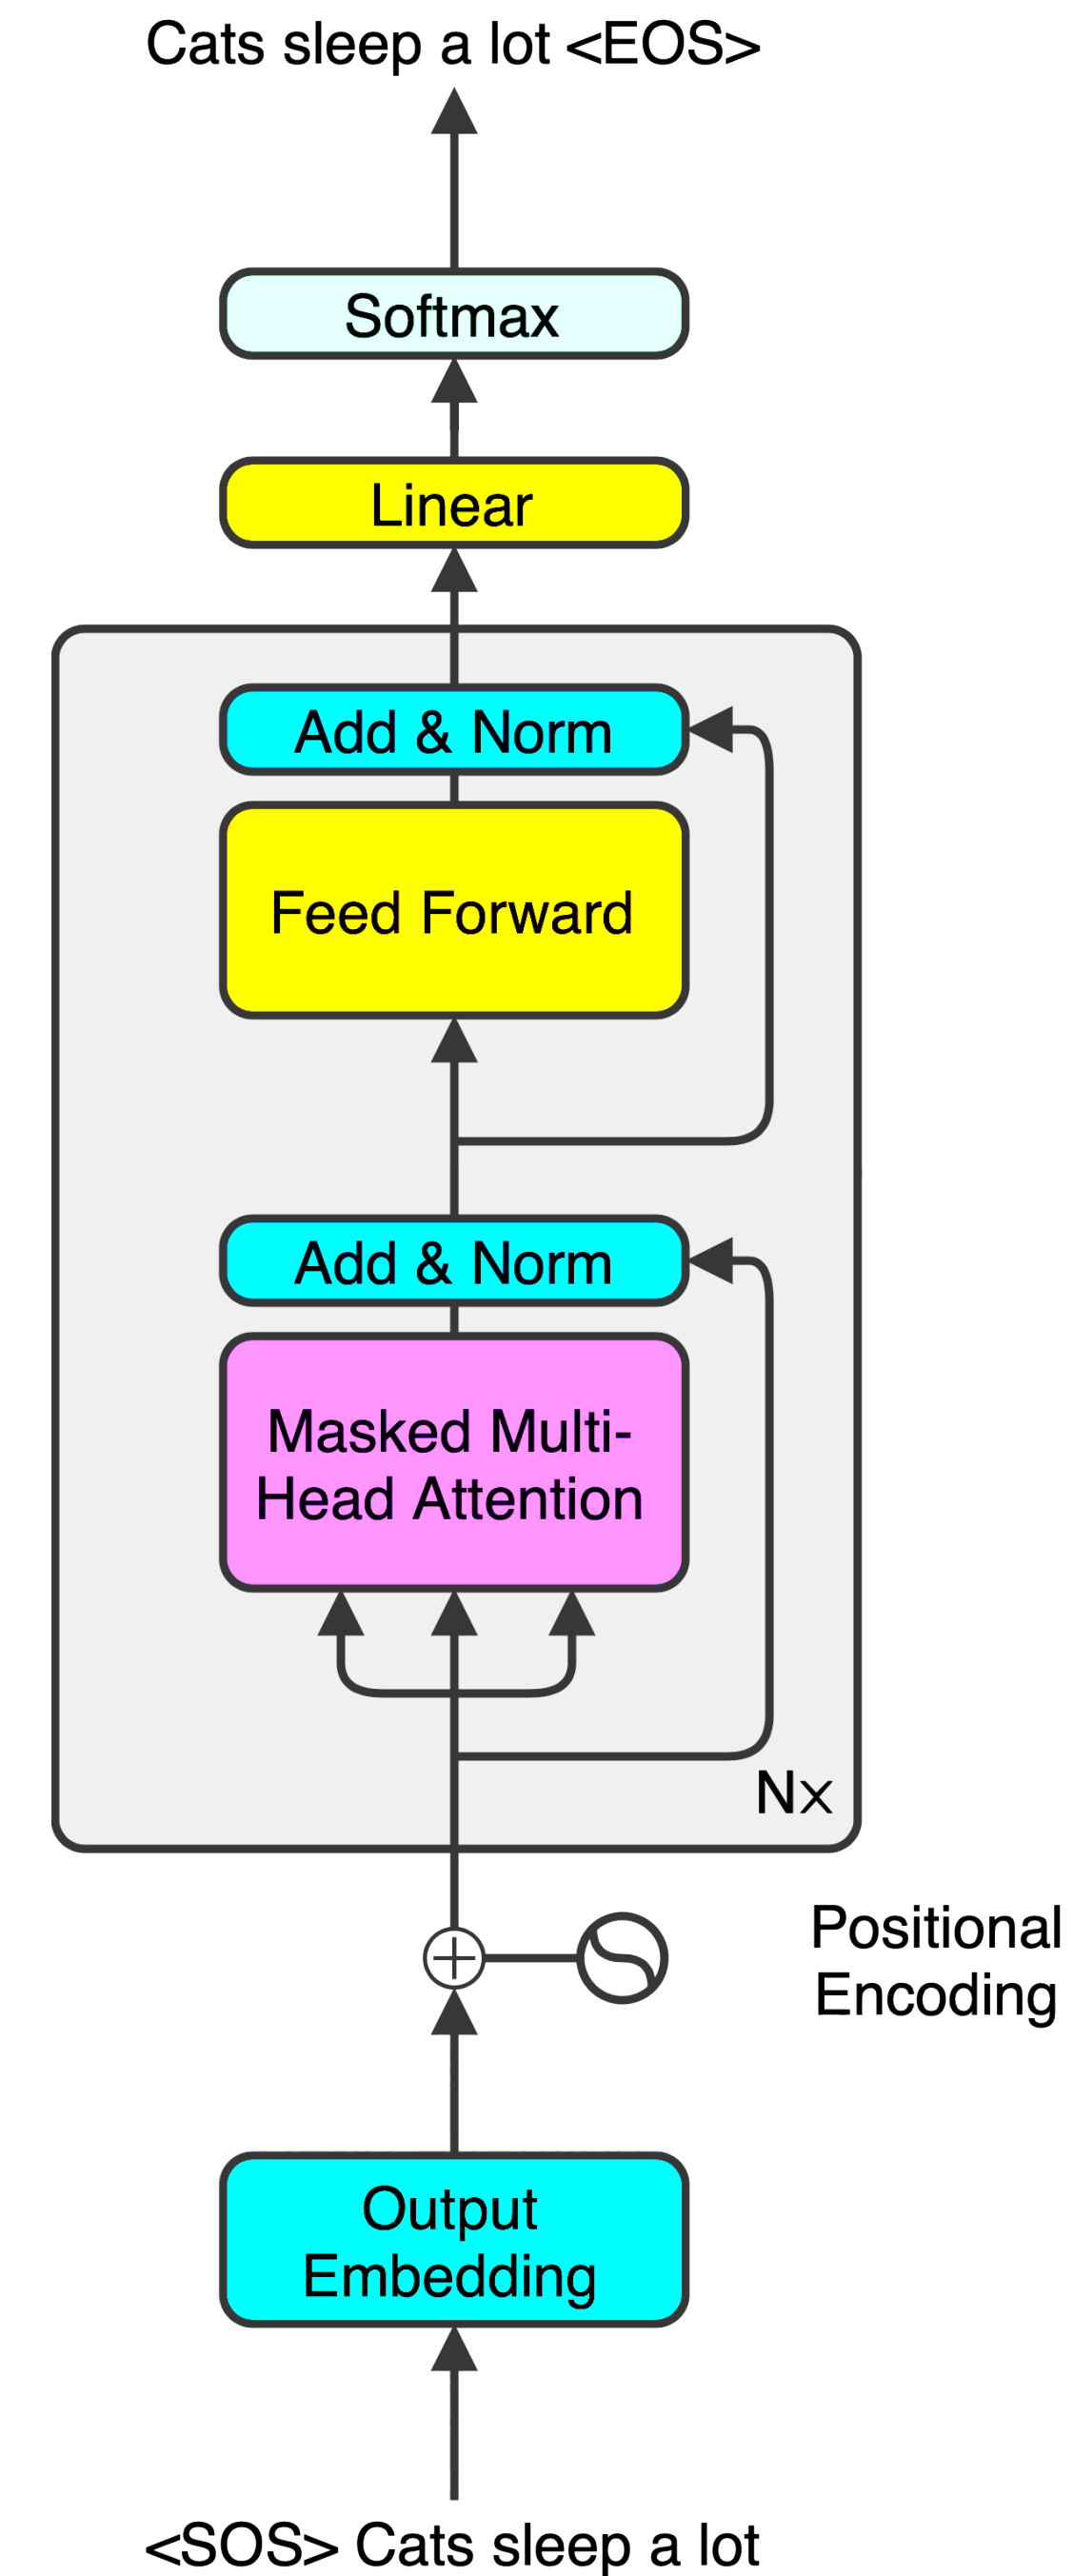 Cats sleep a lot <EOS>
Softmax
Linear
Add & Norm
Feed Forward
Add & Norm
Masked Multi-
Head Attention
Nx
Positional
Encoding
Output
Embedding
<SOS> Cats sleep a lot